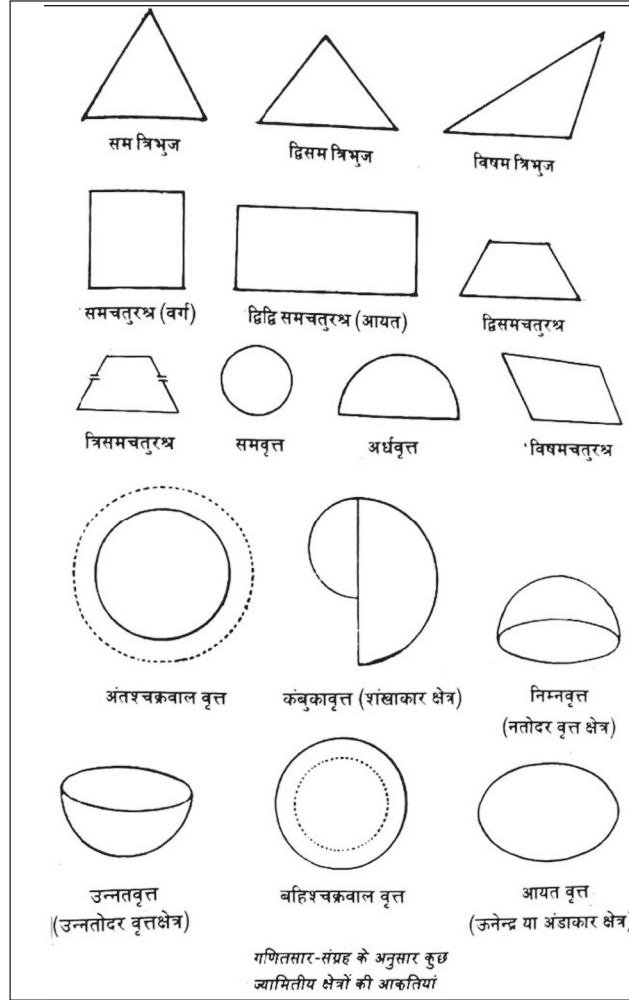 सम त्रिभुज
द्विसम त्रिभुज
विषम त्रिभुज
समचतुरश्र (वर्ग)
द्विद्वि समचतुरश्र (आयत)
द्विसमचतुरश्र
त्रिसमचतुरश्र
समवृत्त
अर्धवृत्त
विषमचतुरश्र
अंतश्चक्रवाल वृत्त
कंबुकावृत्त (शंखाकार क्षेत्र)
निम्नवृत्त
(नतोदर वृत्त क्षेत्र)
उन्नतवृत्त
(उन्नतोदर वृत्तक्षेत्र)
बहिश्चक्रवाल वृत्त
आयत वृत्त
(ऊनेन्द्र या अंडाकार क्षेत्र)
गणितसार-संग्रह के अनुसार कुछ
ज्यामितीय क्षेत्रों की आकृतियां